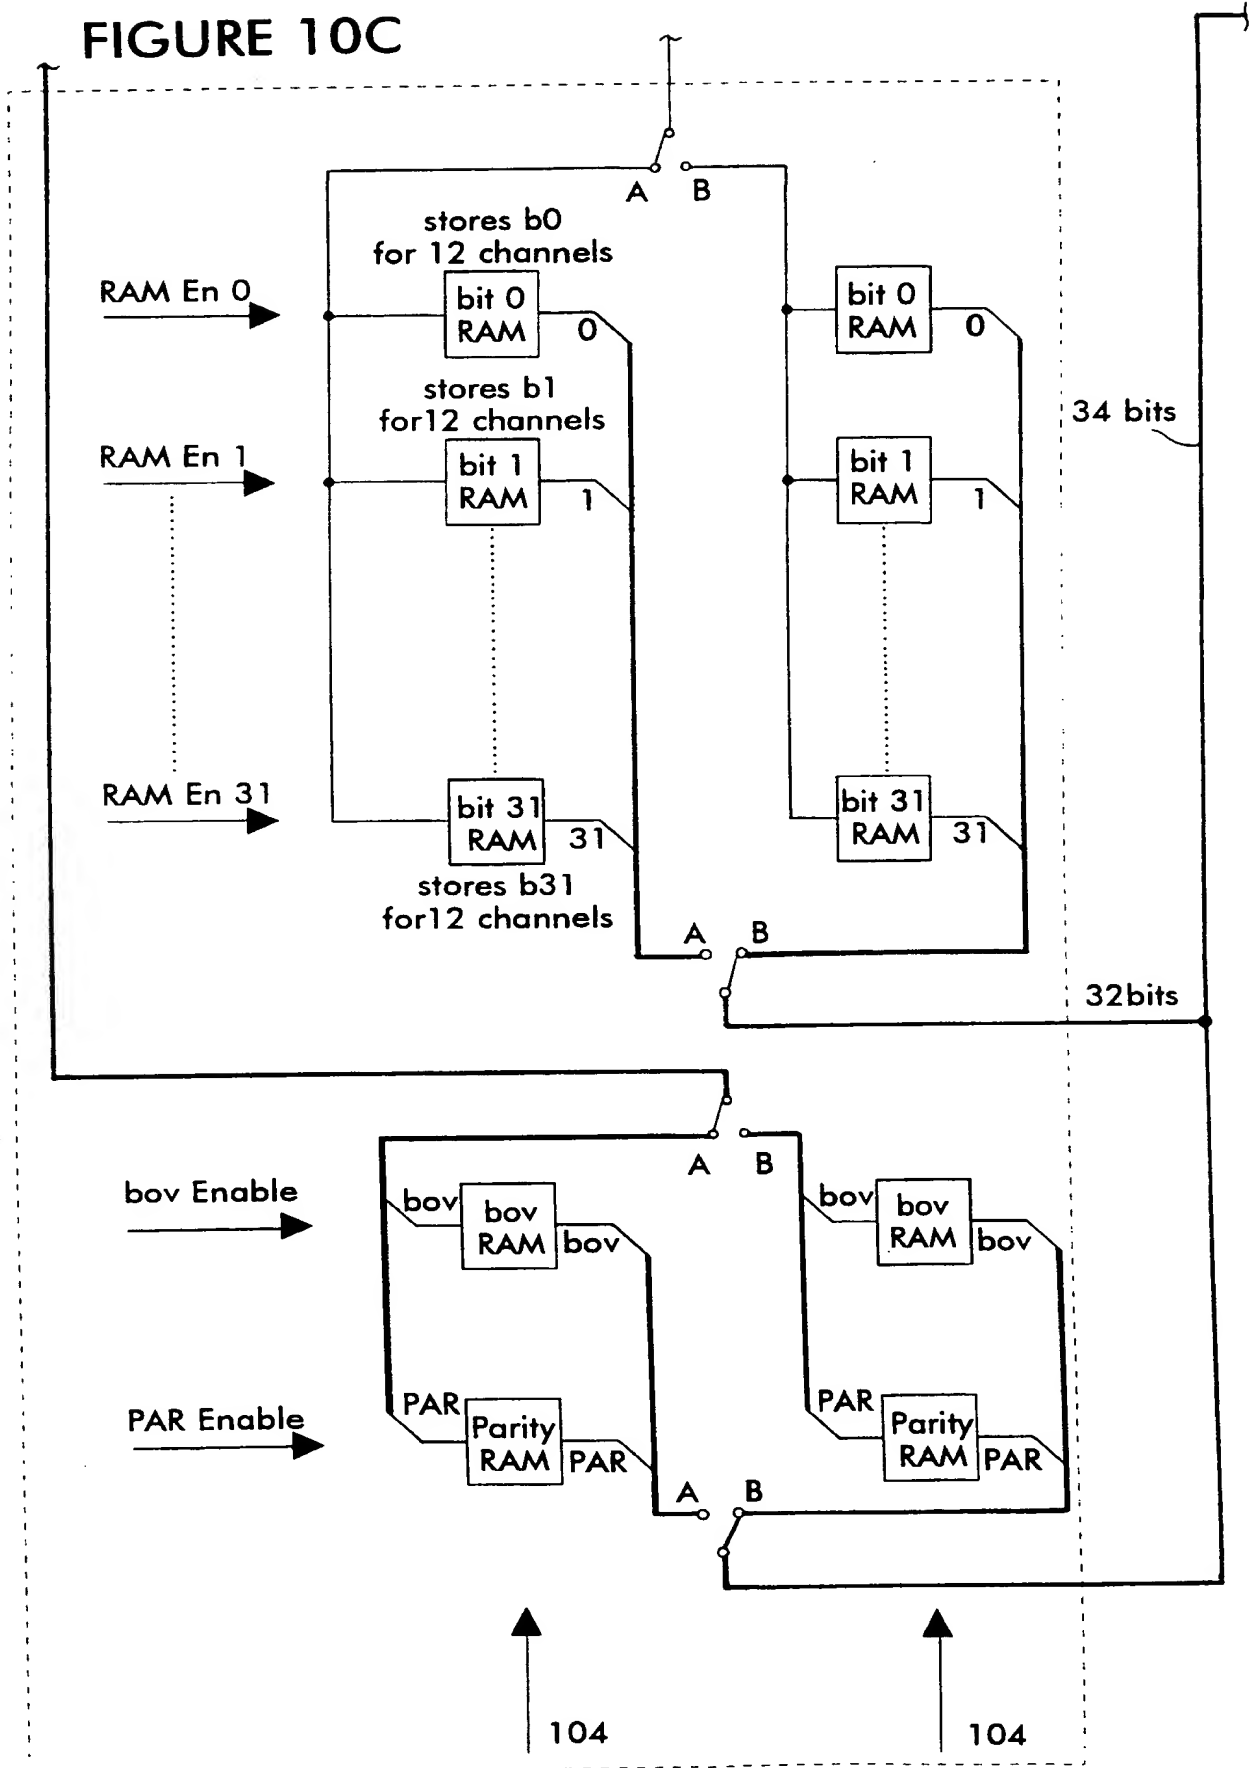 FIGURE 10C
A B
stores b0
for 12 channels
RAM En 0
bit 0
RAM
0
bit 0
RAM
0
stores b1
for12 channels
34 bits
RAM En 1
bit 1
RAM
1
bit 1
RAM
1
RAM En 31
bit 31
RAM
31
bit 31
RAM
31
stores b31
for12 channels
A B
32bits
A B
bov Enable
bov
bov
RAM
bov
bov
bov
RAM
bov
PAR Enable
PAR
Parity
RAM
PAR
PAR
Parity
RAM
PAR
A B
104
104